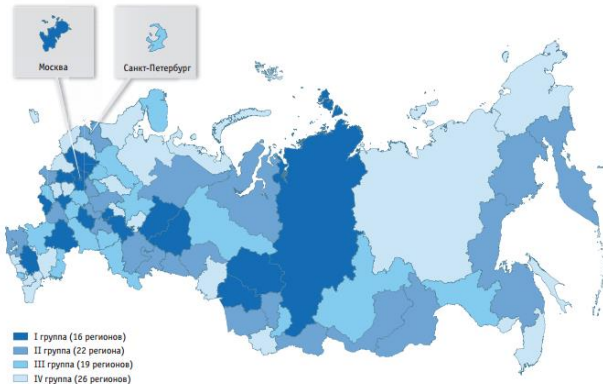 Москва
Санкт-Петербург
I группа (16 регионов)
II группа (22 региона)
III группа (19 регионов)
IV группа (26 регионов)